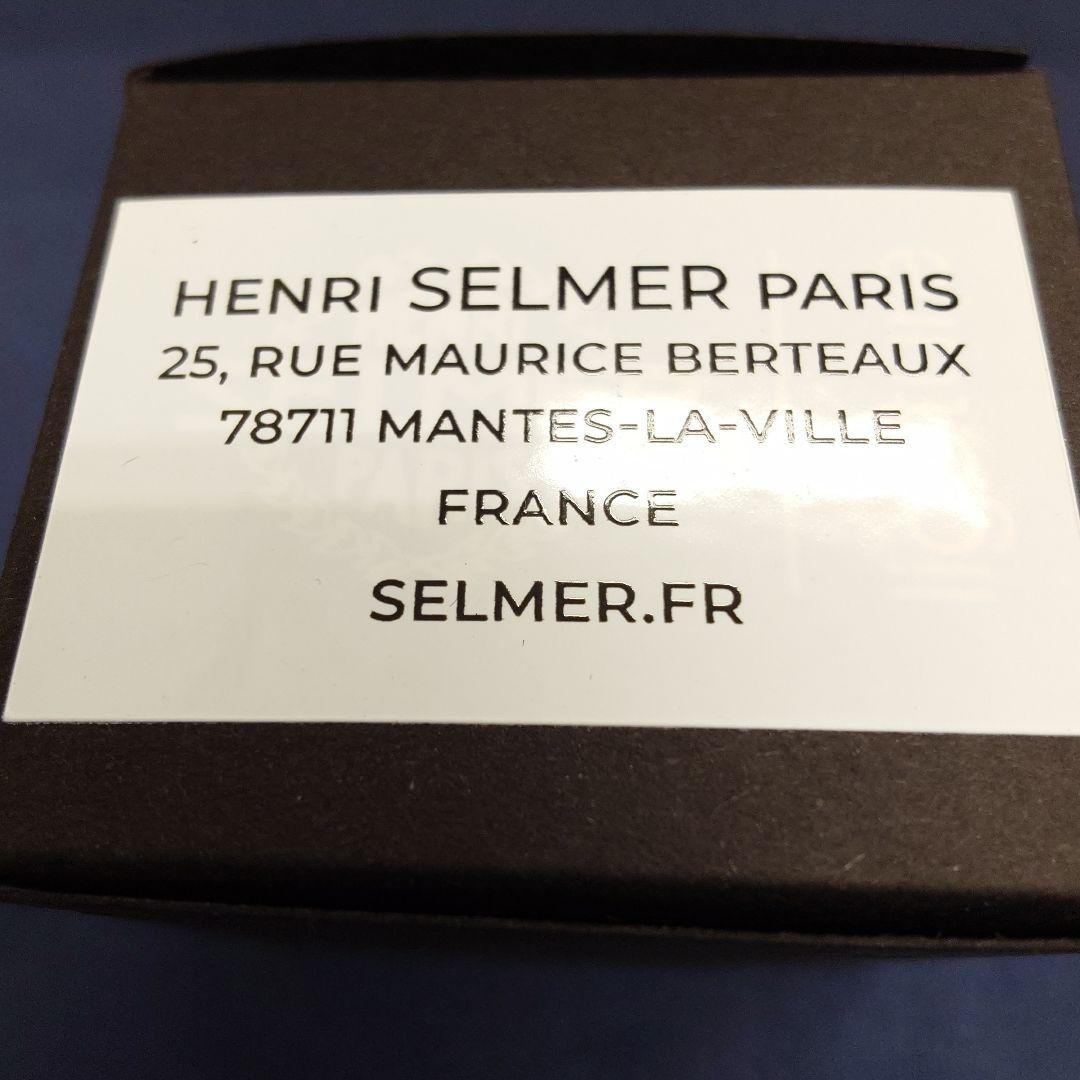 HENRI SELMER PARIS
25, RUE MAURICE BERTEAUX
78711 MANTES-LA-VILLE
FRANCE
SELMER.FR